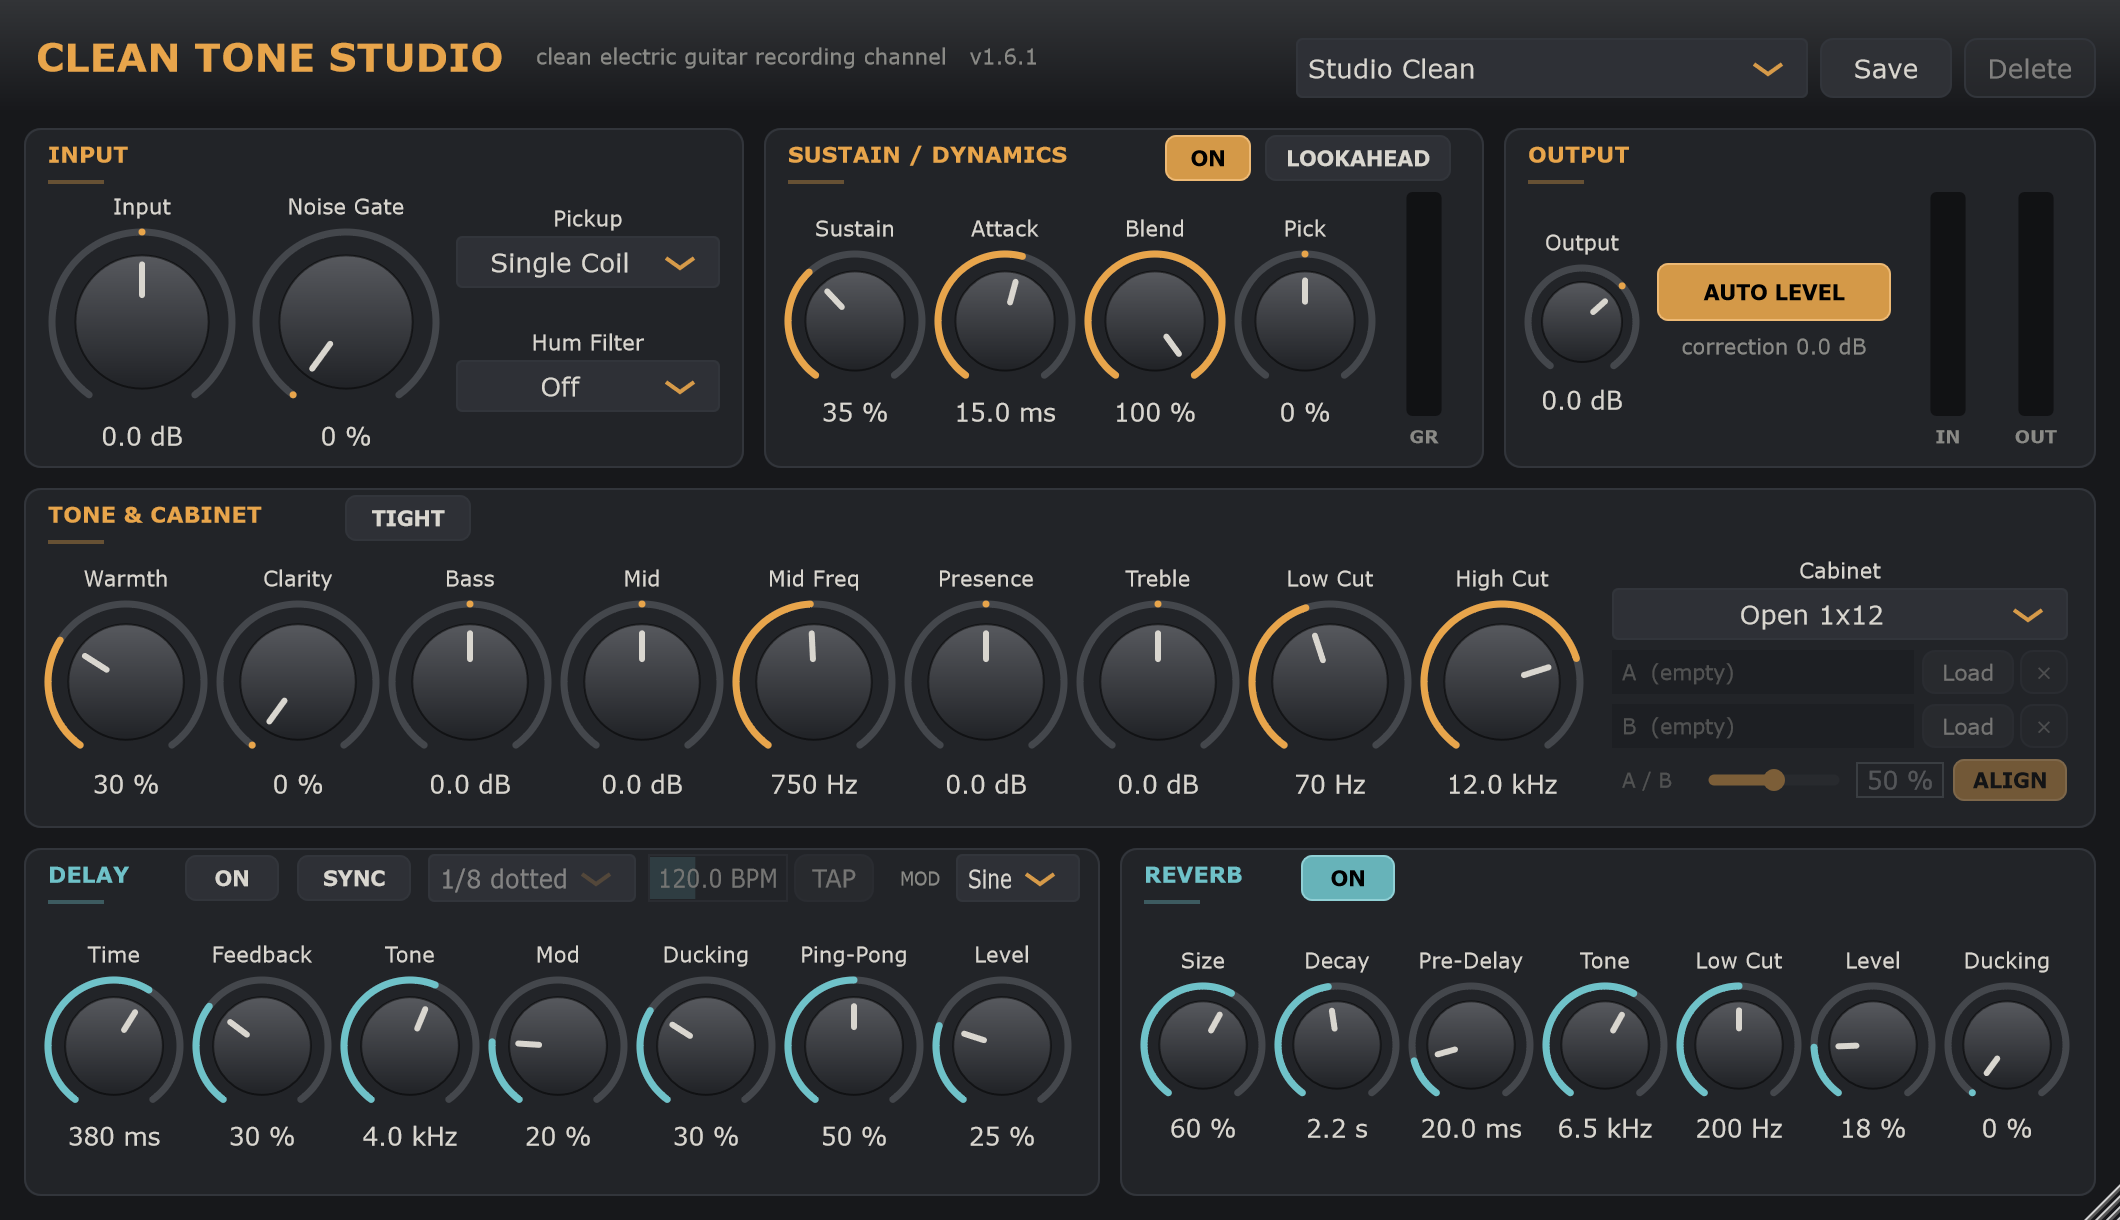 CLEAN TONE STUDIO clean electric guitar recording channel v1.6.1 Studio Clean Save Delete
INPUT
Input Noise Gate Pickup
Single Coil
Hum Filter
Off
0.0 dB 0 %
SUSTAIN / DYNAMICS ON LOOKAHEAD
Sustain Attack Blend Pick
35 % 15.0 ms 100 % 0 %
GR
OUTPUT
Output
AUTO LEVEL
correction 0.0 dB
0.0 dB
IN OUT
TONE & CABINET TIGHT
Warmth Clarity Bass Mid Mid Freq Presence Treble Low Cut High Cut
30 % 0 % 0.0 dB 0.0 dB 750 Hz 0.0 dB 0.0 dB 70 Hz 12.0 kHz
Cabinet
Open 1x12
A (empty) Load ×
B (empty) Load ×
A / B 50 % ALIGN
DELAY ON SYNC 1/8 dotted 120.0 BPM TAP MOD Sine
Time Feedback Tone Mod Ducking Ping-Pong Level
380 ms 30 % 4.0 kHz 20 % 30 % 50 % 25 %
REVERB ON
Size Decay Pre-Delay Tone Low Cut Level Ducking
60 % 2.2 s 20.0 ms 6.5 kHz 200 Hz 18 % 0 %